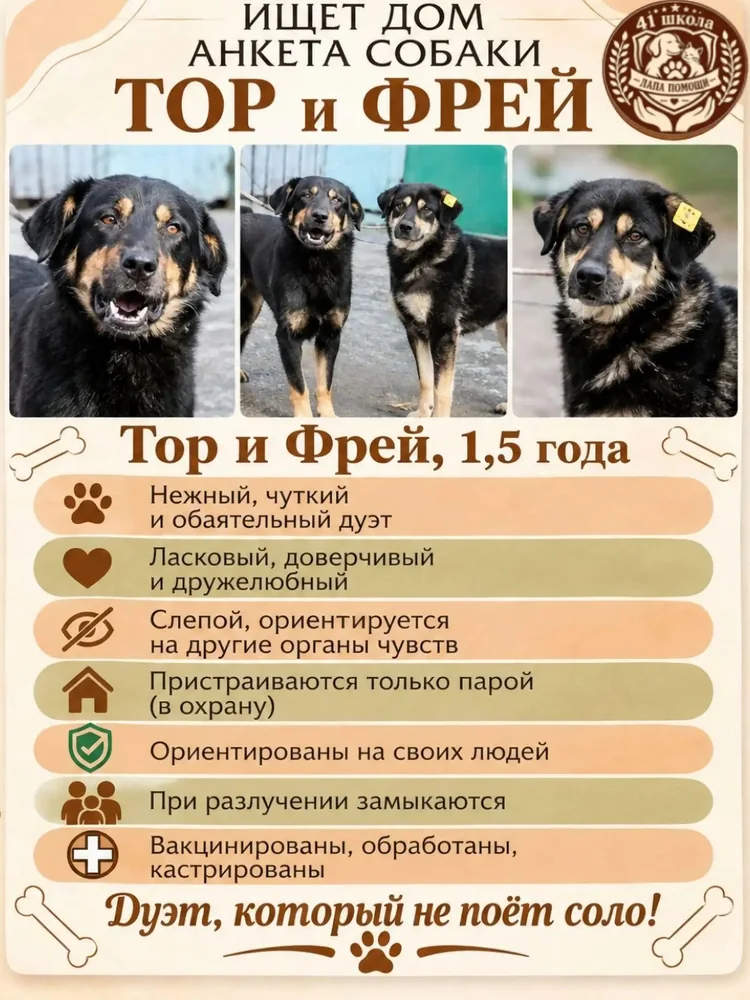 ИЩЕТ ДОМ
АНКЕТА СОБАКИ
ТОР и ФРЕЙ
41 ШКОЛА
ЛАПА ПОМОЩИ
Тор и Фрей, 1,5 года
Нежный, чуткий
и обаятельный дуэт
Ласковый, доверчивый
и дружелюбный
Слепой, ориентируется
на другие органы чувств
Пристраиваются только парой
(в охрану)
Ориентированы на своих людей
При разлучении замыкаются
Вакцинированы, обработаны,
кастрированы
Дуэт, который не поёт соло!